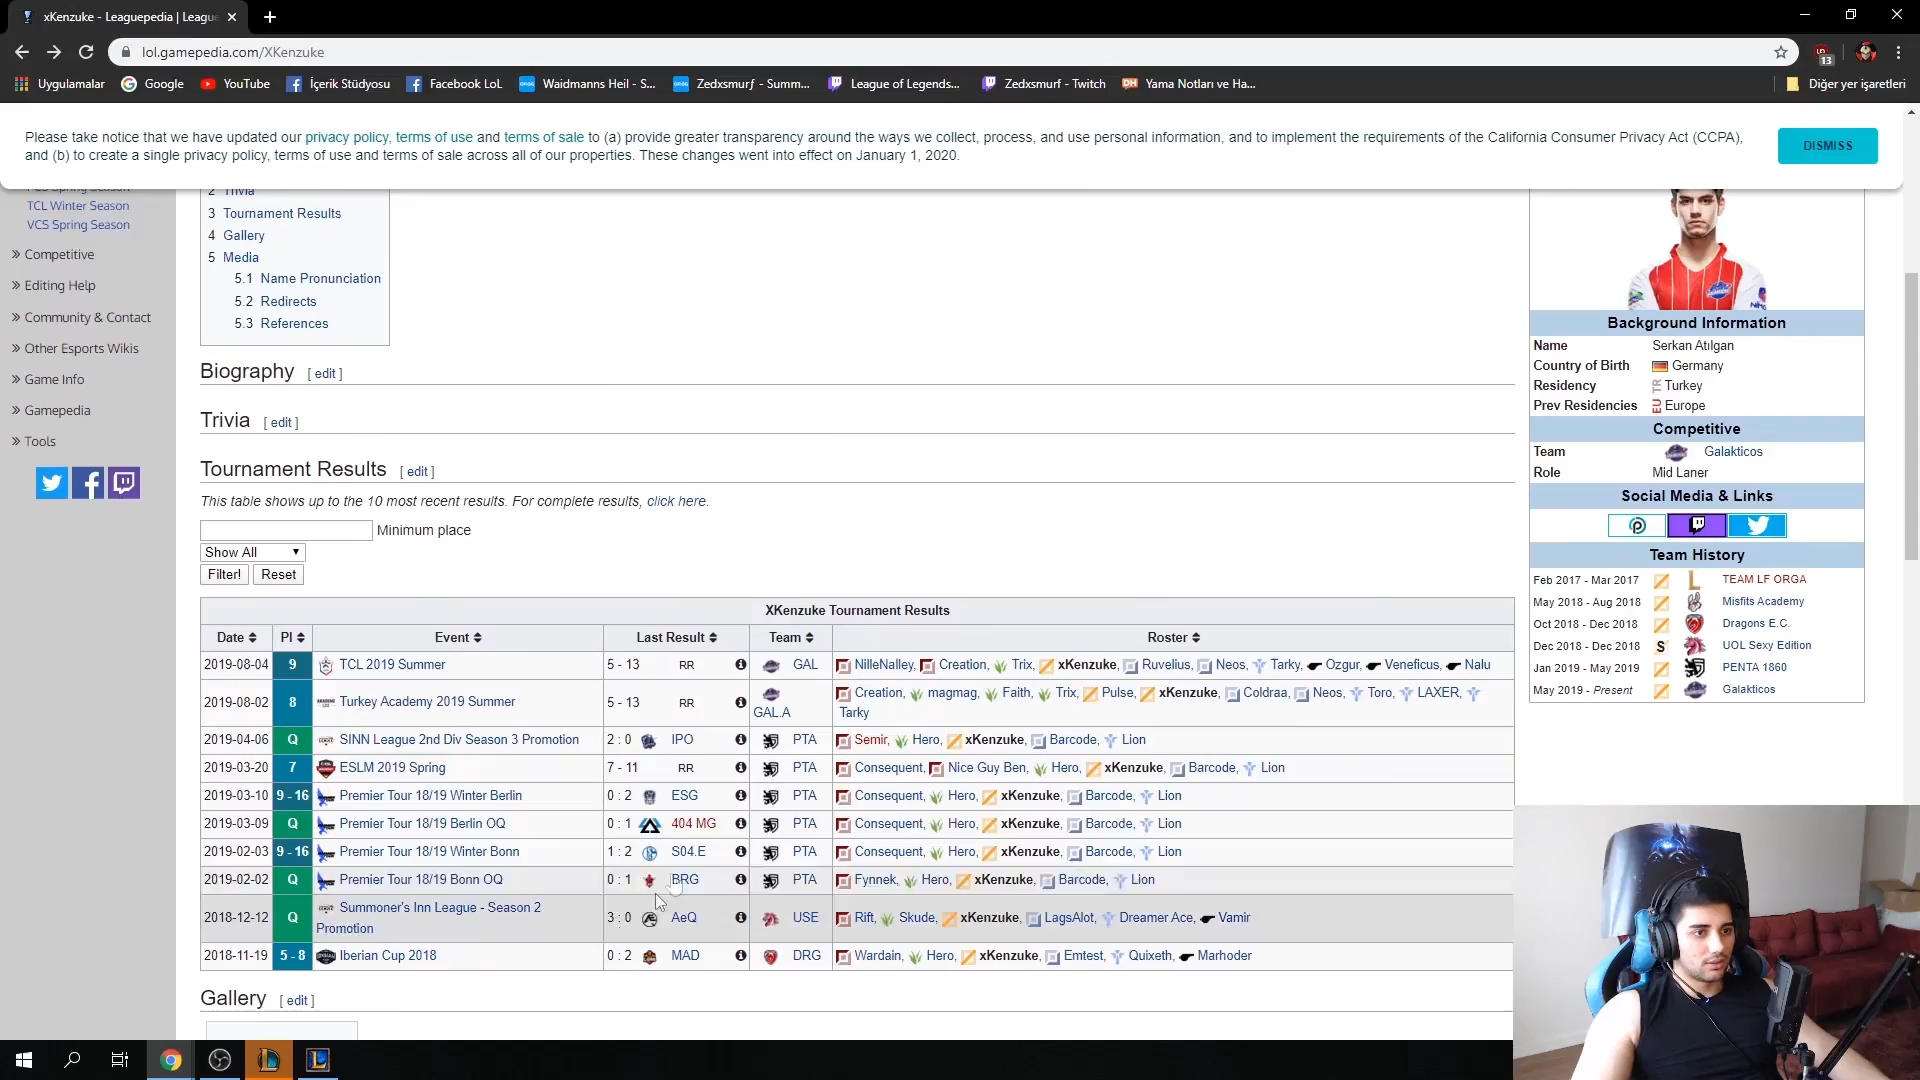 xKenzuke - Leaguepedia | League
lol.gamepedia.com/XKenzuke
13
Uygulamalar Google YouTube İçerik Stüdyosu Facebook LoL Waidmanns Heil - S... Zedxsmurf - Summ... League of Legends... Zedxsmurf - Twitch Yama Notları ve Ha... Diğer yer işaretleri
Please take notice that we have updated our privacy policy, terms of use and terms of sale to (a) provide greater transparency around the ways we collect, process, and use personal information, and to implement the requirements of the California Consumer Privacy Act (CCPA),
and (b) to create a single privacy policy, terms of use and terms of sale across all of our properties. These changes went into effect on January 1, 2020.
DISMISS
TCL Winter Season
VCS Spring Season
» Competitive
» Editing Help
» Community & Contact
» Other Esports Wikis
» Game Info
» Gamepedia
» Tools
2 Trivia
3 Tournament Results
4 Gallery
5 Media
5.1 Name Pronunciation
5.2 Redirects
5.3 References
Biography [ edit ]
Trivia [ edit ]
Tournament Results [ edit ]
This table shows up to the 10 most recent results. For complete results, click here.
Minimum place
Show All
Filter! Reset
XKenzuke Tournament Results
Date Pl Event Last Result Team Roster
2019-08-04 9 TCL 2019 Summer 5 - 13 RR GAL NilleNalley, Creation, Trix, xKenzuke, Ruvelius, Neos, Tarky, Ozgur, Veneficus, Nalu
2019-08-02 8 Turkey Academy 2019 Summer 5 - 13 RR GAL.A Creation, magmag, Faith, Trix, Pulse, xKenzuke, Coldraa, Neos, Toro, LAXER,
Tarky
2019-04-06 Q SINN League 2nd Div Season 3 Promotion 2 : 0 IPO PTA Semir, Hero, xKenzuke, Barcode, Lion
2019-03-20 7 ESLM 2019 Spring 7 - 11 RR PTA Consequent, Nice Guy Ben, Hero, xKenzuke, Barcode, Lion
2019-03-10 9 - 16 Premier Tour 18/19 Winter Berlin 0 : 2 ESG PTA Consequent, Hero, xKenzuke, Barcode, Lion
2019-03-09 Q Premier Tour 18/19 Berlin OQ 0 : 1 404 MG PTA Consequent, Hero, xKenzuke, Barcode, Lion
2019-02-03 9 - 16 Premier Tour 18/19 Winter Bonn 1 : 2 S04.E PTA Consequent, Hero, xKenzuke, Barcode, Lion
2019-02-02 Q Premier Tour 18/19 Bonn OQ 0 : 1 BRG PTA Fynnek, Hero, xKenzuke, Barcode, Lion
2018-12-12 Q Summoner's Inn League - Season 2
Promotion 3 : 0 AeQ USE Rift, Skude, xKenzuke, LagsAlot, Dreamer Ace, Vamir
2018-11-19 5 - 8 Iberian Cup 2018 0 : 2 MAD DRG Wardain, Hero, xKenzuke, Emtest, Quixeth, Marhoder
Gallery [ edit ]
Background Information
Name Serkan Atılgan
Country of Birth Germany
Residency TR Turkey
Prev Residencies EU Europe
Competitive
Team Galakticos
Role Mid Laner
Social Media & Links
Team History
Feb 2017 - Mar 2017 TEAM LF ORGA
May 2018 - Aug 2018 Misfits Academy
Oct 2018 - Dec 2018 Dragons E.C.
Dec 2018 - Dec 2018 S UOL Sexy Edition
Jan 2019 - May 2019 PENTA 1860
May 2019 - Present Galakticos